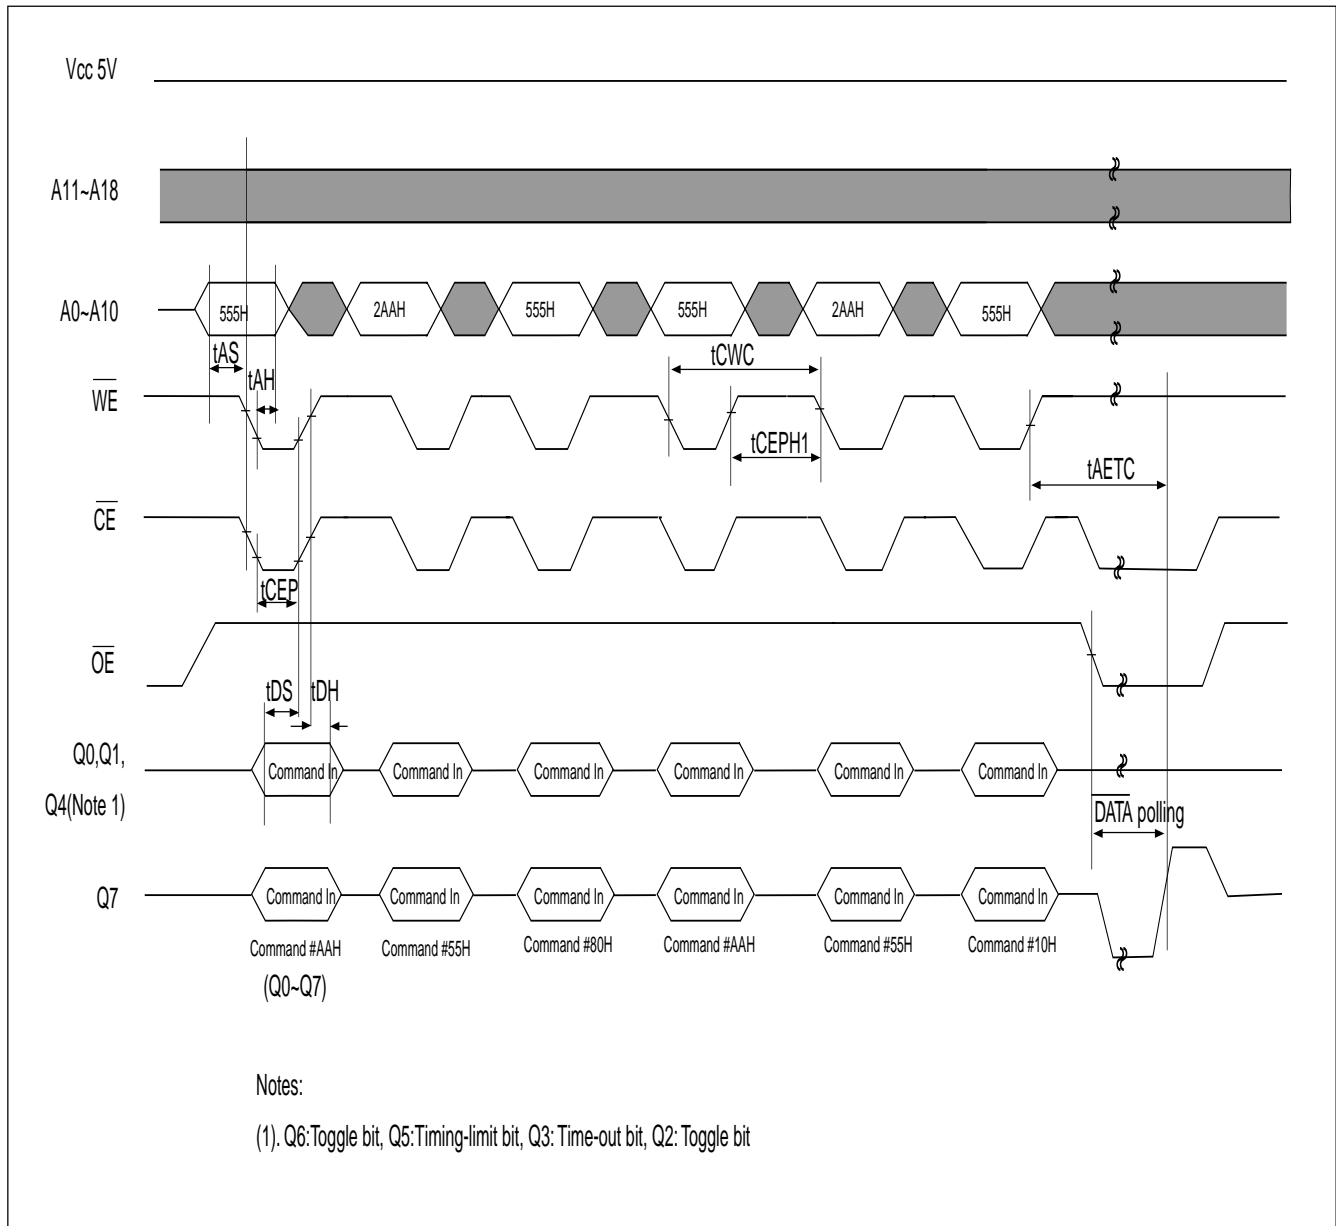 Vcc 5V
A11~A18
A0~A10
555H 2AAH 555H 555H 2AAH 555H
tAS
tAH
tCWC
WE
tCEPH1
tAETC
CE
tCEP
OE
tDS tDH
Q0,Q1,
Q4(Note 1)
Command In Command In Command In Command In Command In Command In
DATA polling
Q7
Command In Command In Command In Command In Command In Command In
Command #AAH Command #55H Command #80H Command #AAH Command #55H Command #10H
(Q0~Q7)
Notes:
(1). Q6:Toggle bit, Q5:Timing-limit bit, Q3: Time-out bit, Q2: Toggle bit